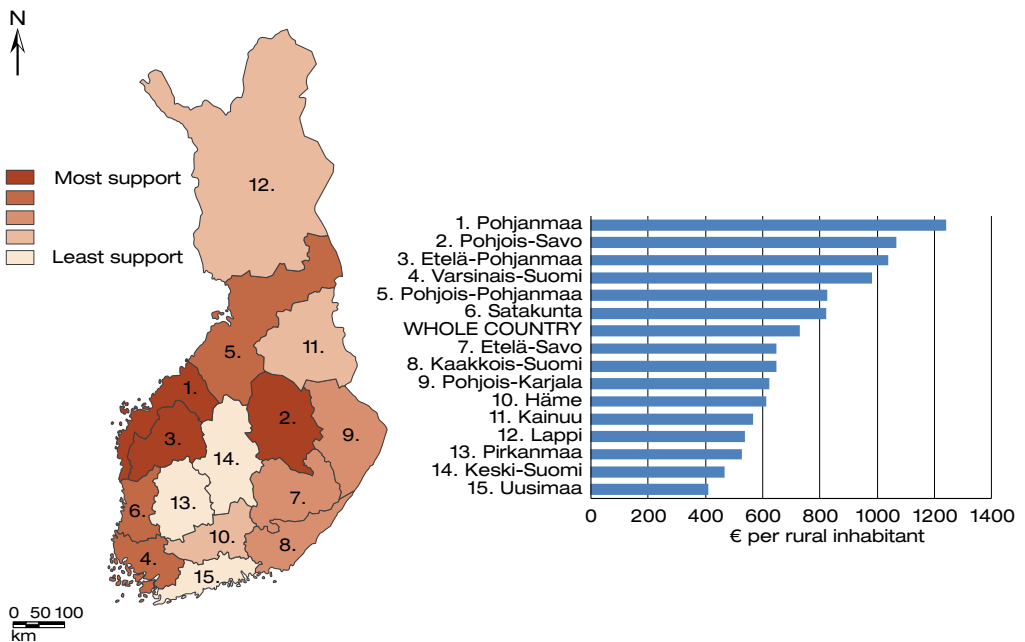 N
Most support
Least support
12.
11.
5.
1.
2.
3.
9.
14.
13.
7.
6.
10.
8.
4.
15.
0 50 100
km
1. Pohjanmaa
2. Pohjois-Savo
3. Etelä-Pohjanmaa
4. Varsinais-Suomi
5. Pohjois-Pohjanmaa
6. Satakunta
WHOLE COUNTRY
7. Etelä-Savo
8. Kaakkois-Suomi
9. Pohjois-Karjala
10. Häme
11. Kainuu
12. Lappi
13. Pirkanmaa
14. Keski-Suomi
15. Uusimaa
0 200 400 600 800 1000 1200 1400
€ per rural inhabitant